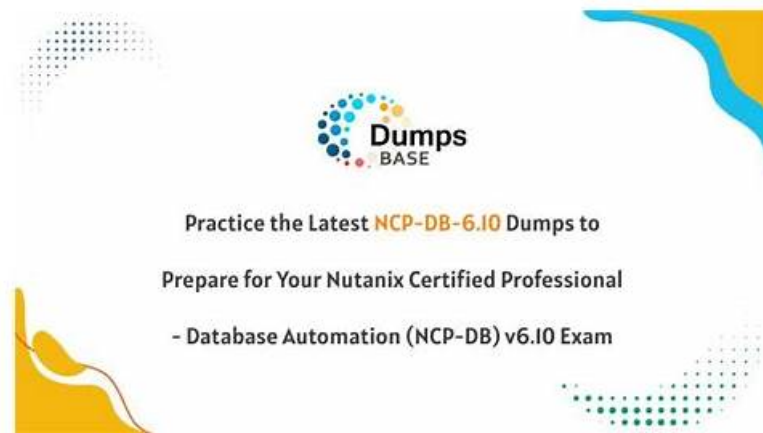 Dumps
BASE
Practice the Latest NCP-DB-6.10 Dumps to
Prepare for Your Nutanix Certified Professional
- Database Automation (NCP-DB) v6.10 Exam